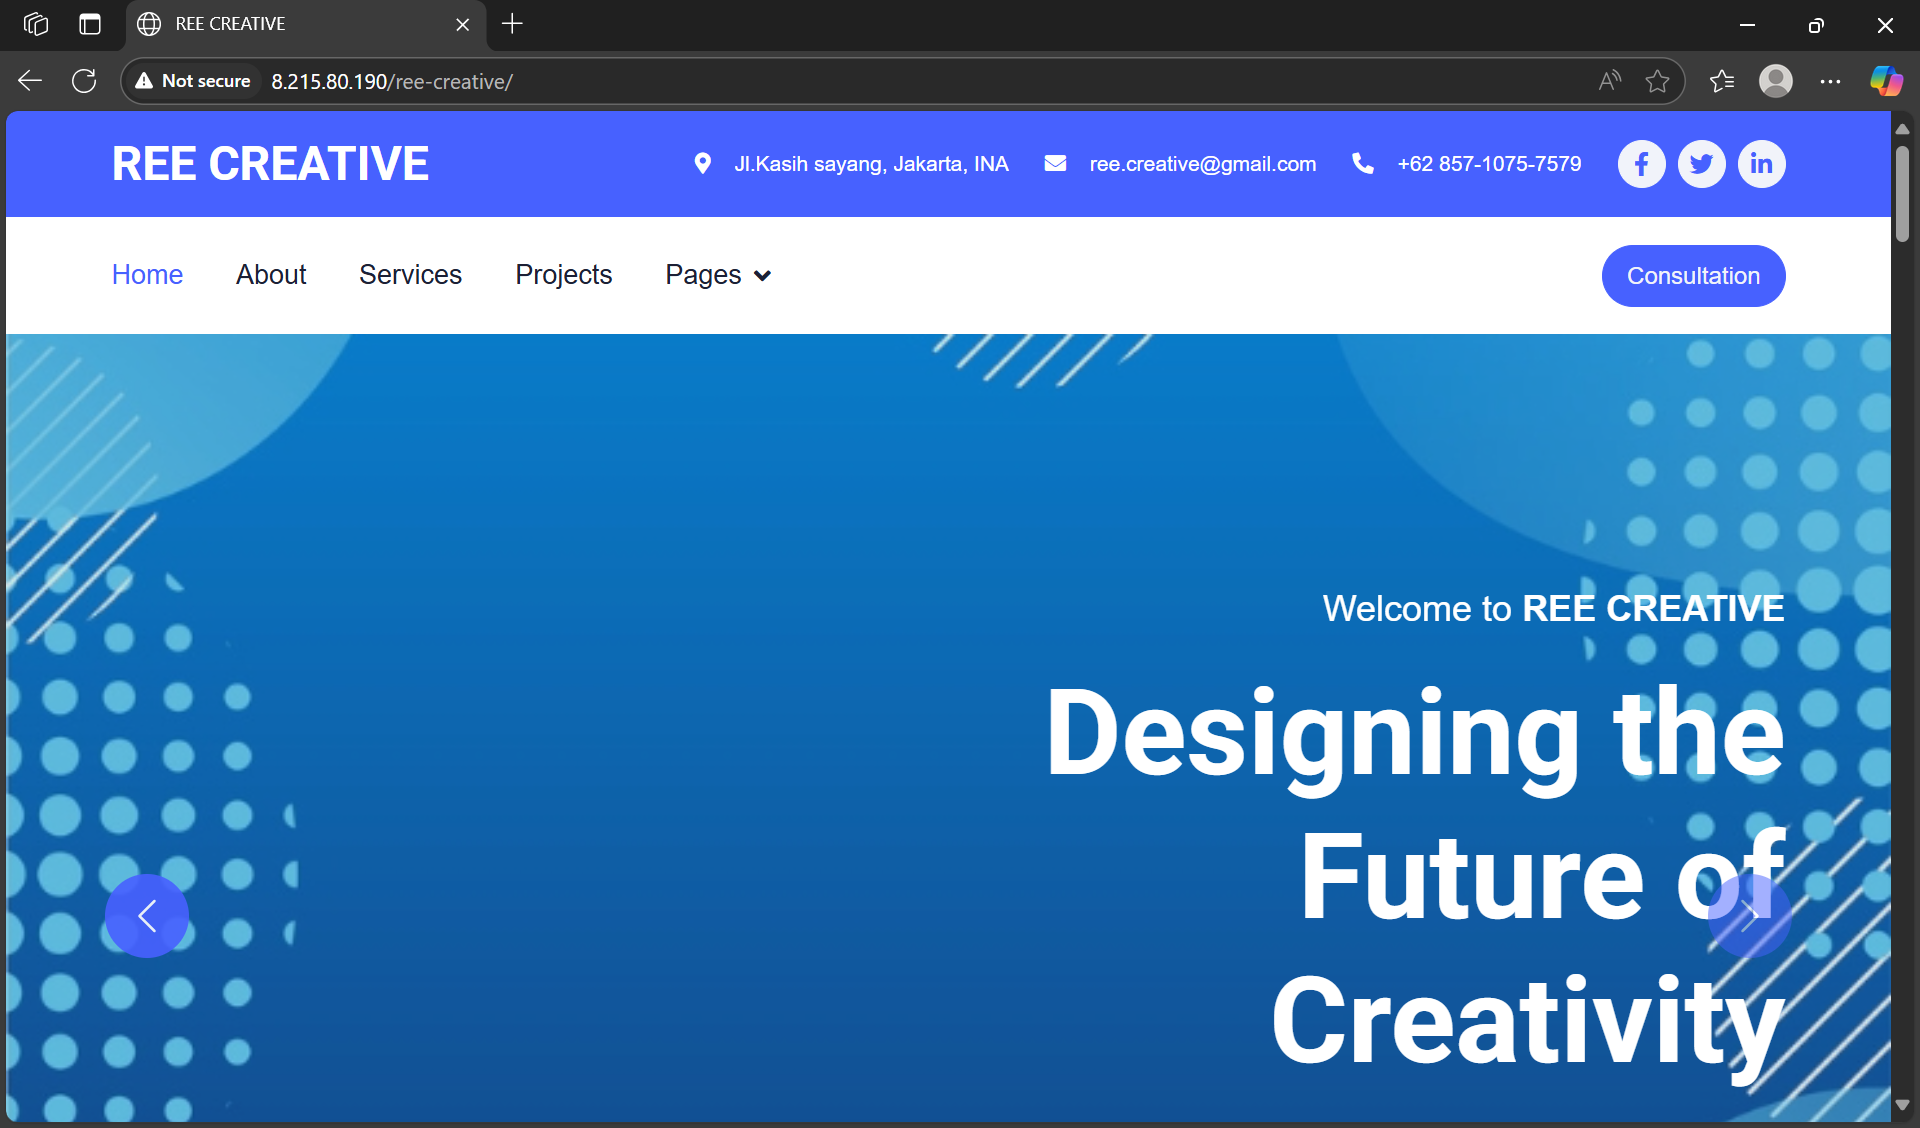 REE CREATIVE
Not secure 8.215.80.190/ree-creative/
REE CREATIVE
Jl.Kasih sayang, Jakarta, INA
ree.creative@gmail.com
+62 857-1075-7579
Home About Services Projects Pages
Consultation
Welcome to REE CREATIVE
Designing the
Future of
Creativity